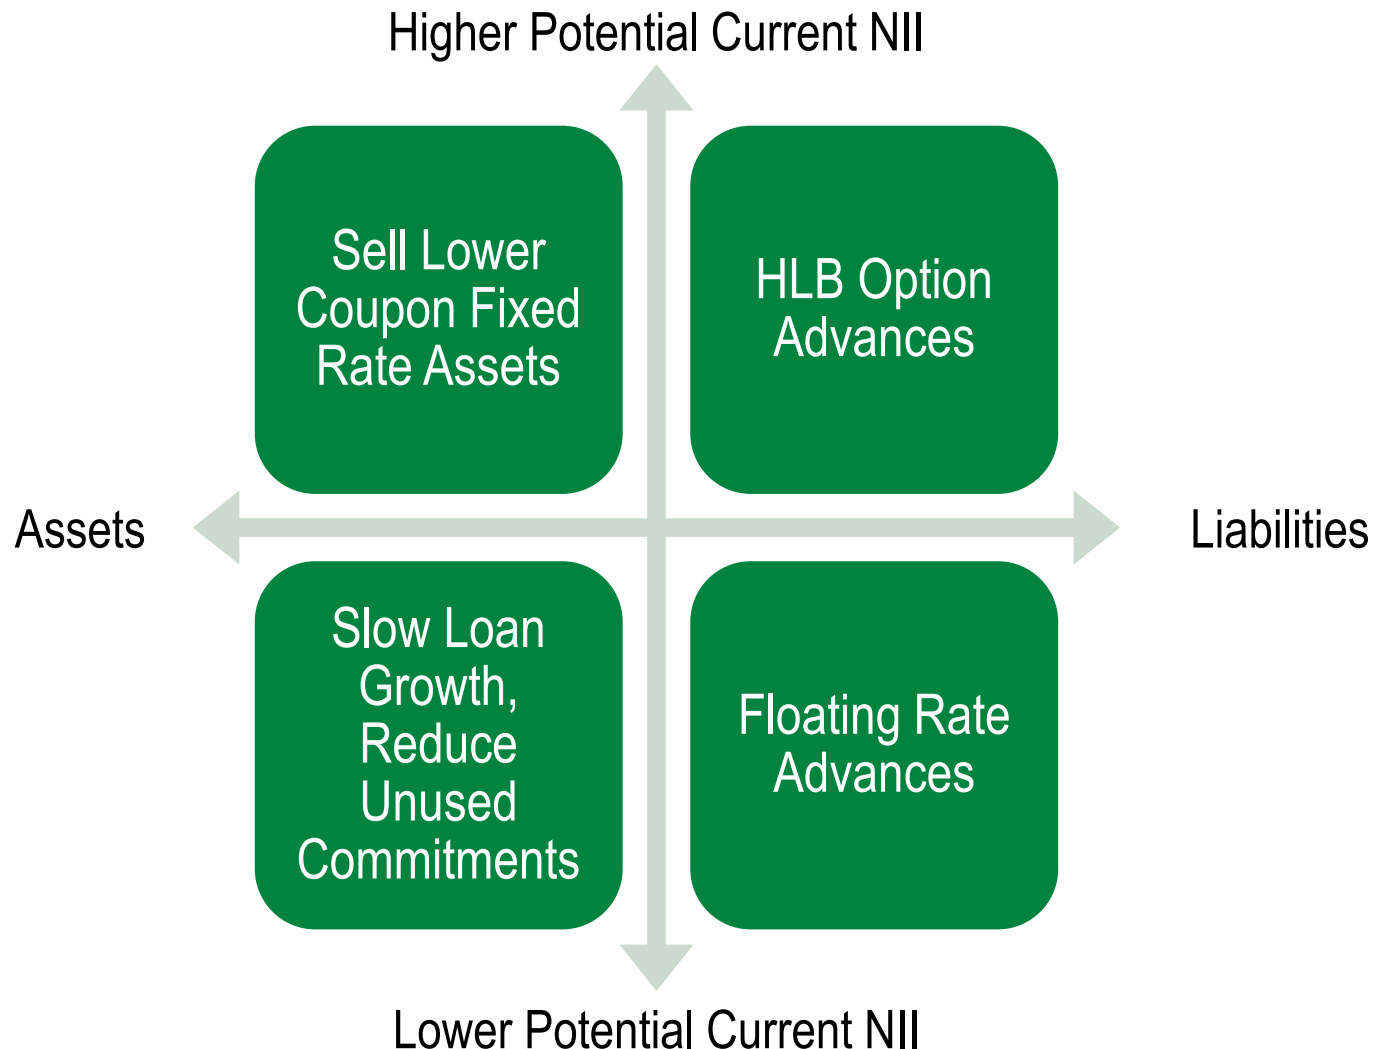 Higher Potential Current NII
Sell Lower
Coupon Fixed
Rate Assets
HLB Option
Advances
Assets
Liabilities
Slow Loan
Growth,
Reduce
Unused
Commitments
Floating Rate
Advances
Lower Potential Current NII